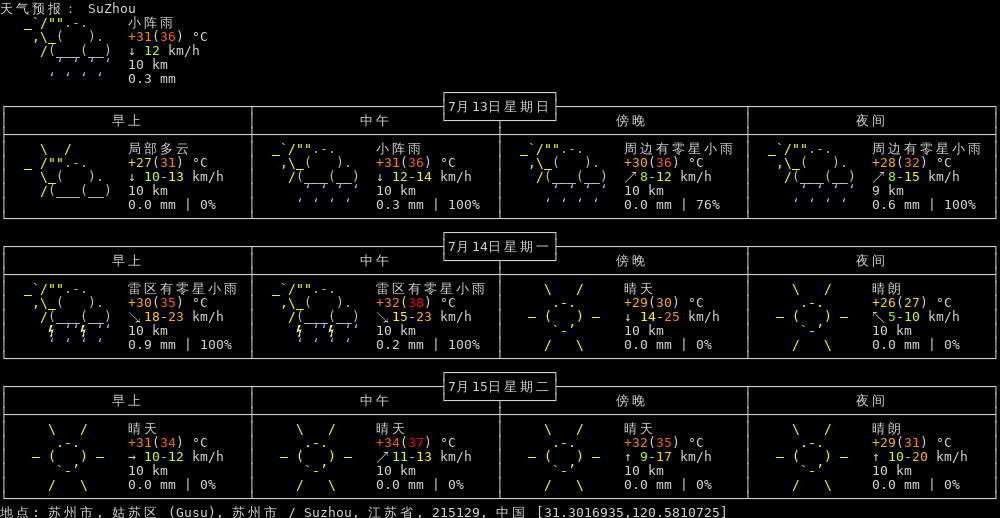 天气预报: SuZhou
小阵雨
+31(36) °C
↓ 12 km/h
10 km
0.3 mm
7月13日星期日
早上 中午 傍晚 夜间
局部多云 小阵雨 周边有零星小雨 周边有零星小雨
+27(31) °C +31(36) °C +30(36) °C +28(32) °C
↓ 10-13 km/h ↓ 12-14 km/h ↗ 8-12 km/h ↗ 8-15 km/h
10 km 10 km 10 km 9 km
0.0 mm | 0% 0.3 mm | 100% 0.0 mm | 76% 0.6 mm | 100%
7月14日星期一
早上 中午 傍晚 夜间
雷区有零星小雨 雷区有零星小雨 晴天 晴朗
+30(35) °C +32(38) °C +29(30) °C +26(27) °C
↘ 18-23 km/h ↘ 15-23 km/h ↓ 14-25 km/h ↖ 5-10 km/h
10 km 10 km 10 km 10 km
0.9 mm | 100% 0.2 mm | 100% 0.0 mm | 0% 0.0 mm | 0%
7月15日星期二
早上 中午 傍晚 夜间
晴天 晴天 晴天 晴朗
+31(34) °C +34(37) °C +32(35) °C +29(31) °C
→ 10-12 km/h ↗ 11-13 km/h ↑ 9-17 km/h ↑ 10-20 km/h
10 km 10 km 10 km 10 km
0.0 mm | 0% 0.0 mm | 0% 0.0 mm | 0% 0.0 mm | 0%
地点: 苏州市, 姑苏区 (Gusu), 苏州市 / Suzhou, 江苏省, 215129, 中国 [31.3016935,120.5810725]